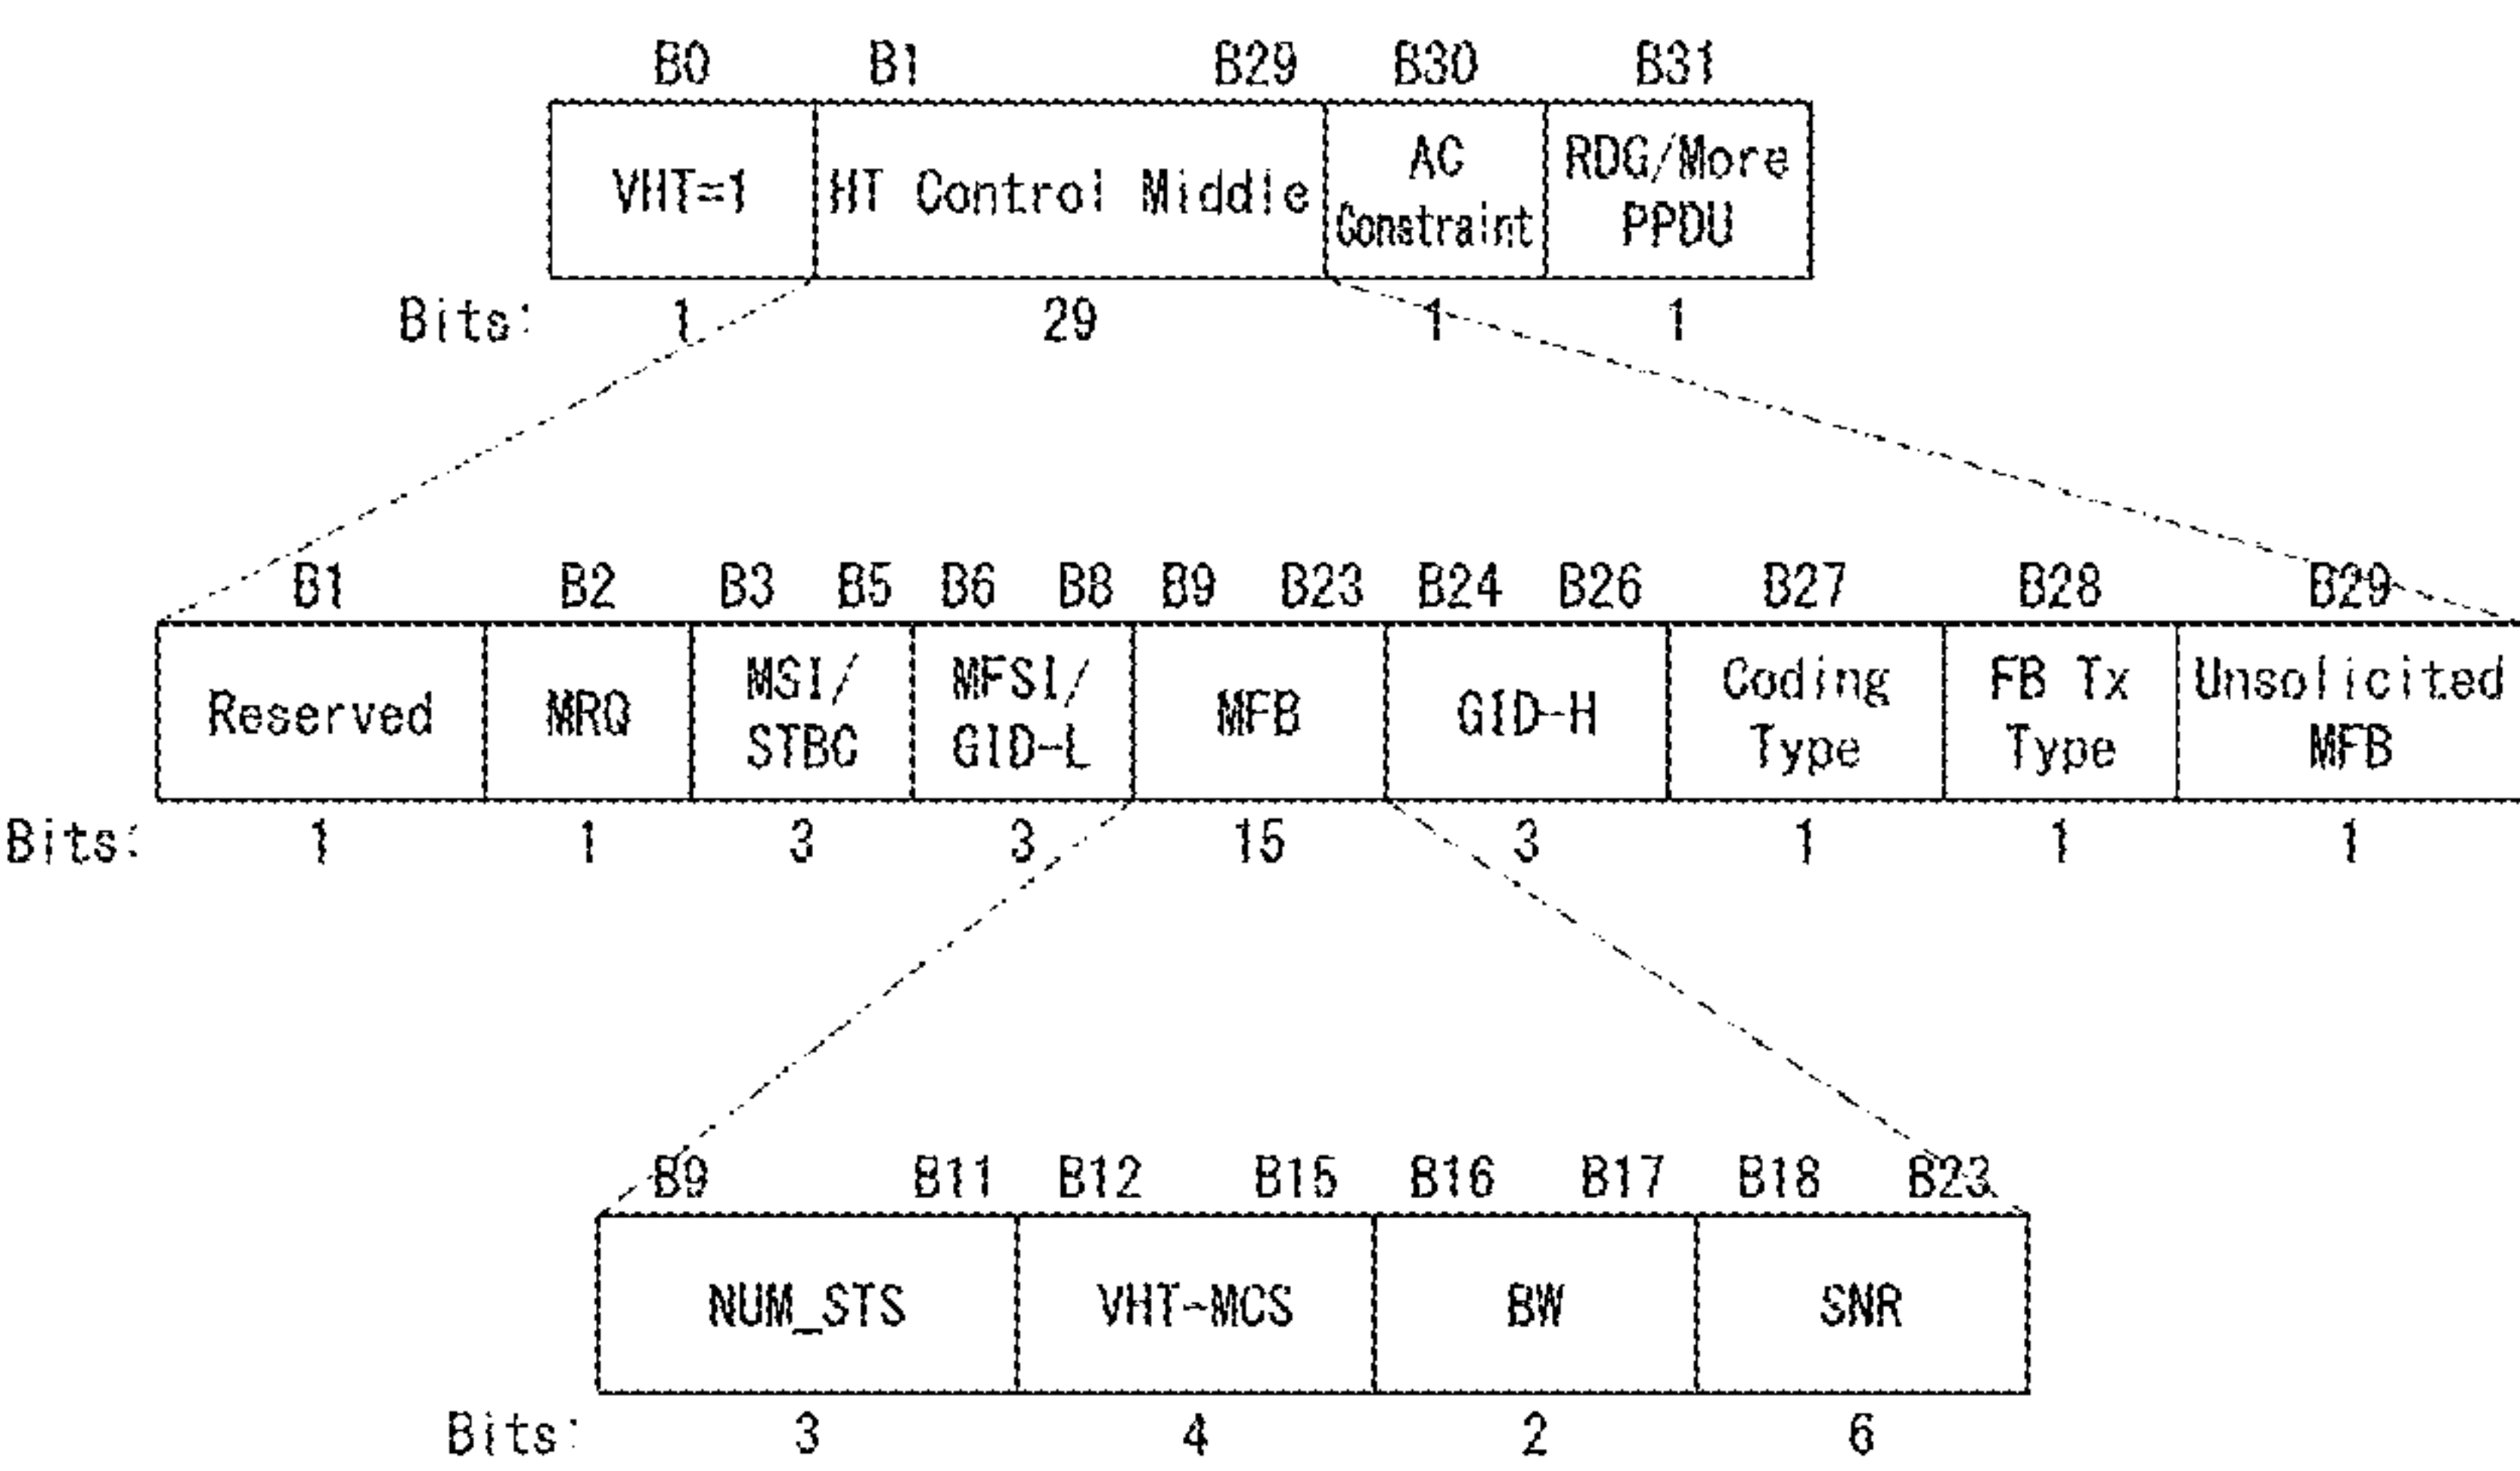 B0 B1 B29 B30 B31
VHT=1 HT Control Middle AC Constraint RDG/More PPDU
Bits: 1 29 1 1
B1 B2 B3 B5 B6 B8 B9 B23 B24 B26 B27 B28 B29
Reserved MRQ MSI/ STBC MFSI/ GID-L MFB GID-H Coding Type FB Tx Type Unsolicited MFB
Bits: 1 1 3 3 15 3 1 1 1
B9 B11 B12 B15 B16 B17 B18 B23
NUM_STS VHT-MCS BW SNR
Bits: 3 4 2 6